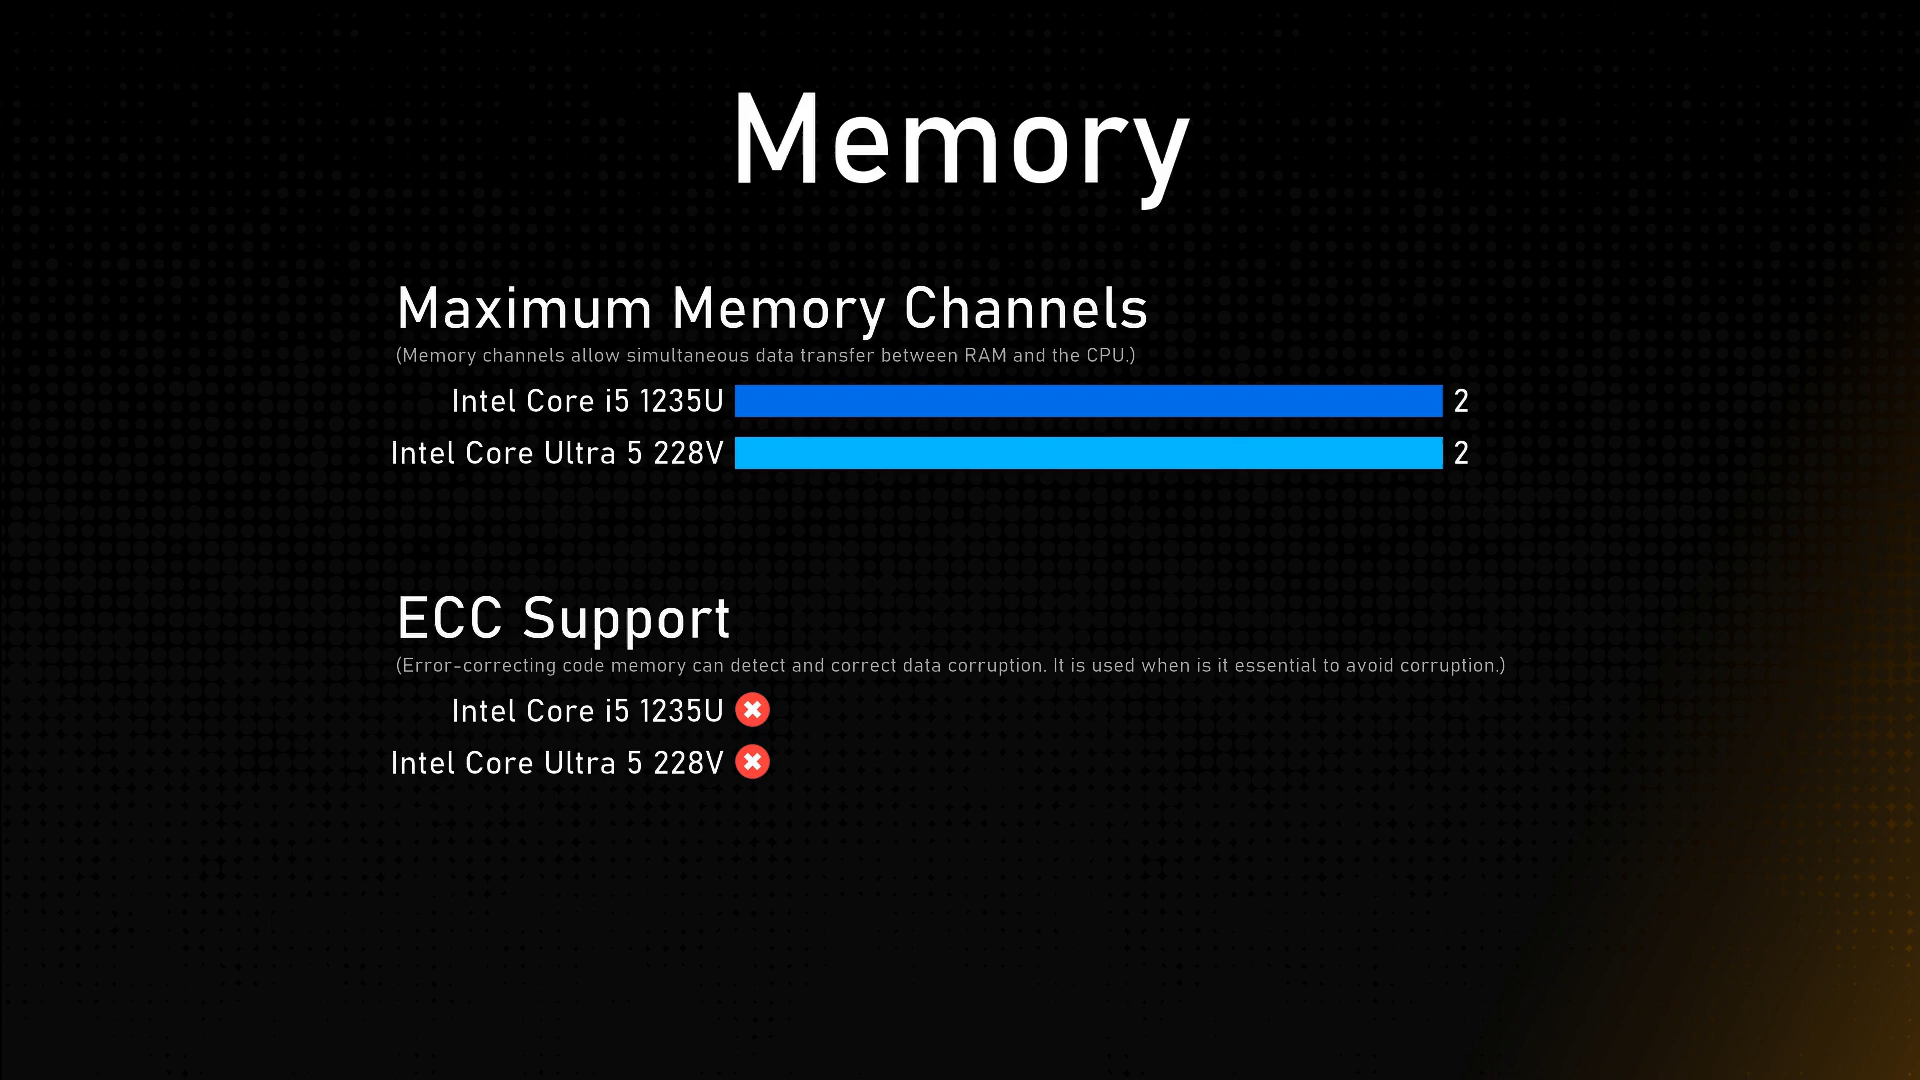 Memory
Maximum Memory Channels
(Memory channels allow simultaneous data transfer between RAM and the CPU.)
Intel Core i5 1235U 2
Intel Core Ultra 5 228V 2
ECC Support
(Error-correcting code memory can detect and correct data corruption. It is used when is it essential to avoid corruption.)
Intel Core i5 1235U
Intel Core Ultra 5 228V